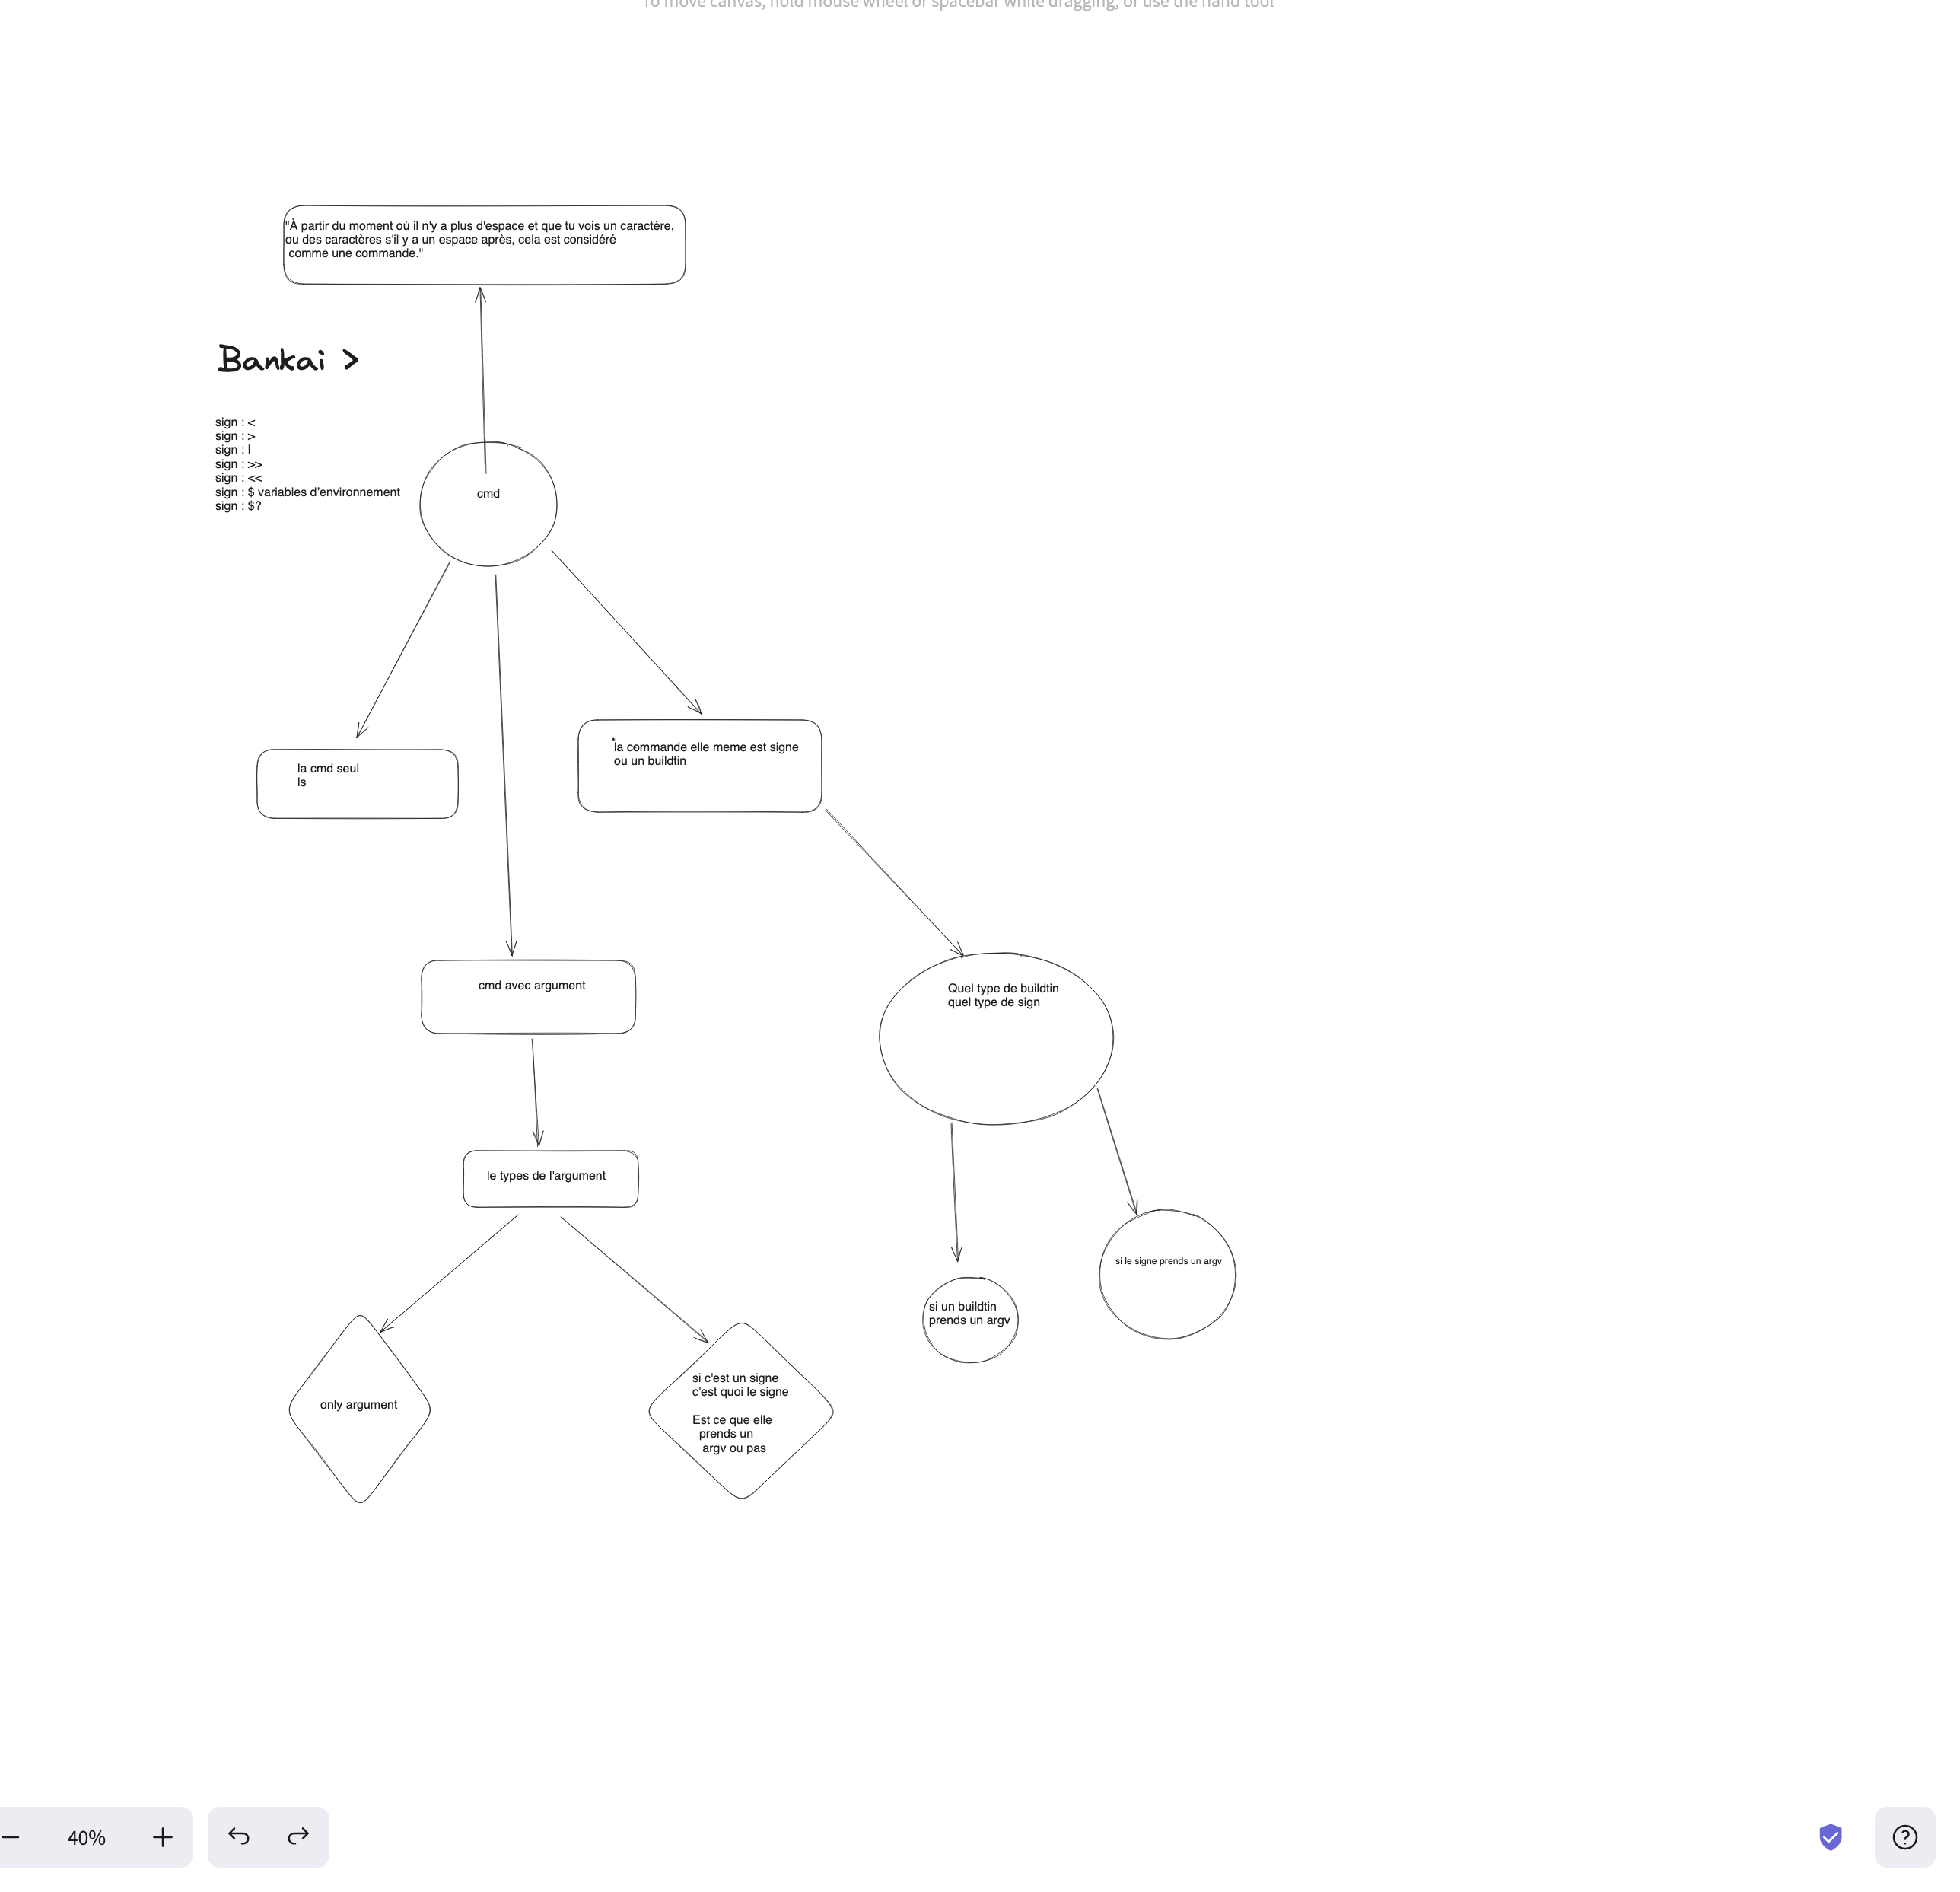 To move canvas, hold mouse wheel or spacebar while dragging, or use the hand tool
"À partir du moment où il n'y a plus d'espace et que tu vois un caractère,
ou des caractères s'il y a un espace après, cela est considéré
comme une commande."
Bankai >
sign : <
sign : >
sign : |
sign : >>
sign : <<
sign : $ variables d'environnement
sign : $?
cmd
la cmd seul
ls
la commande elle meme est signe
ou un buildtin
cmd avec argument
Quel type de buildtin
quel type de sign
le types de l'argument
si le signe prends un argv
si un buildtin
prends un argv
only argument
si c'est un signe
c'est quoi le signe
Est ce que elle
prends un
argv ou pas
40%